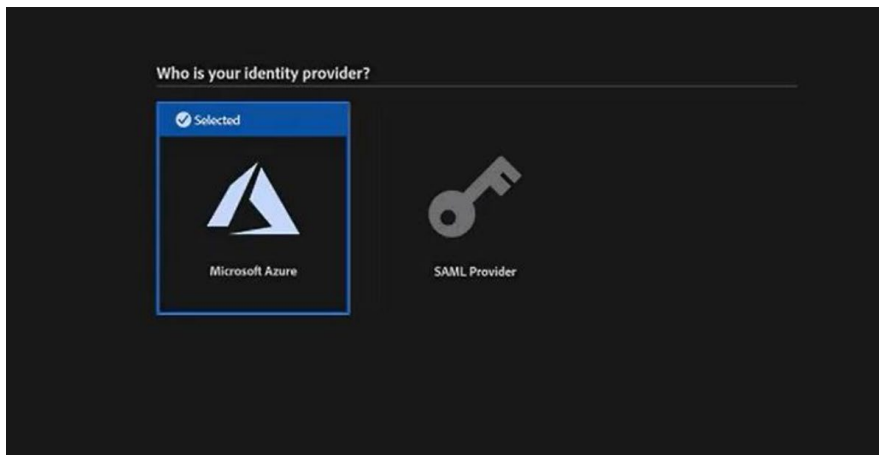 Who is your identity provider?
Selected
Microsoft Azure
SAML Provider